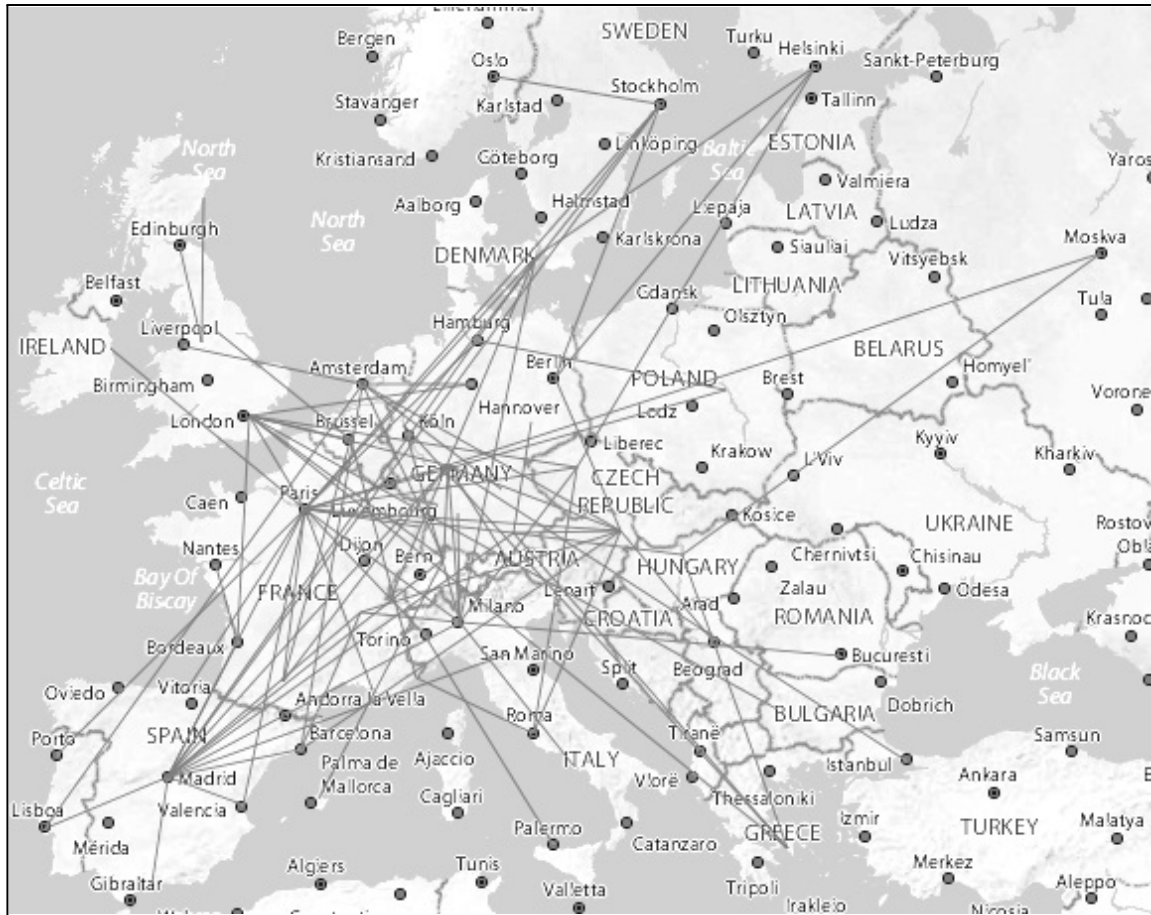 SWEDEN
Turku
Helsinki
Bergen
Oslo
Sankt-Peterburg
Stockholm
Stavanger
Karlstad
Tallinn
North
Sea
Linköping
Baltic
Sea
ESTONIA
Kristiansand
Göteborg
Valmiera
Aalborg
Halmstad
Liepaja
LATVIA
Ludza
North
Sea
Edinburgh
Karlskrona
Siauliai
Moskva
DENMARK
Vitsyebsk
Belfast
Gdansk
LITHUANIA
Tula
Liverpool
Hamburg
Olsztyn
IRELAND
BELARUS
Amsterdam
Berlin
POLAND
Homyel'
Birmingham
Brest
Hannover
Lodz
London
Brüssel
Köln
Kyyiv
Liberec
Krakow
L'Viv
Kharkiv
Celtic
Sea
GERMANY
CZECH
REPUBLIC
Caen
Paris
Luxembourg
Kosice
UKRAINE
Nantes
Dijon
Bern
AUSTRIA
HUNGARY
Chernivtsi
Chisinau
Bay Of
Biscay
FRANCE
Lenart
Zalau
Odesa
Milano
CROATIA
Arad
ROMANIA
Bordeaux
Torino
San Marino
Beograd
Bucuresti
Split
Black
Sea
Oviedo
Vitoria
Andorra la Vella
Dobrich
Porto
SPAIN
Barcelona
Roma
BULGARIA
Tiranë
Samsun
Ajaccio
ITALY
Istanbul
Madrid
Palma de
Mallorca
Vlorë
Ankara
Lisboa
Valencia
Cagliari
Thessaloniki
Palermo
GREECE
Izmir
TURKEY
Malatya
Mérida
Catanzaro
Algiers
Tunis
Merkez
Gibraltar
Valletta
Tripoli
Aleppo
Irakleio
Nicosia